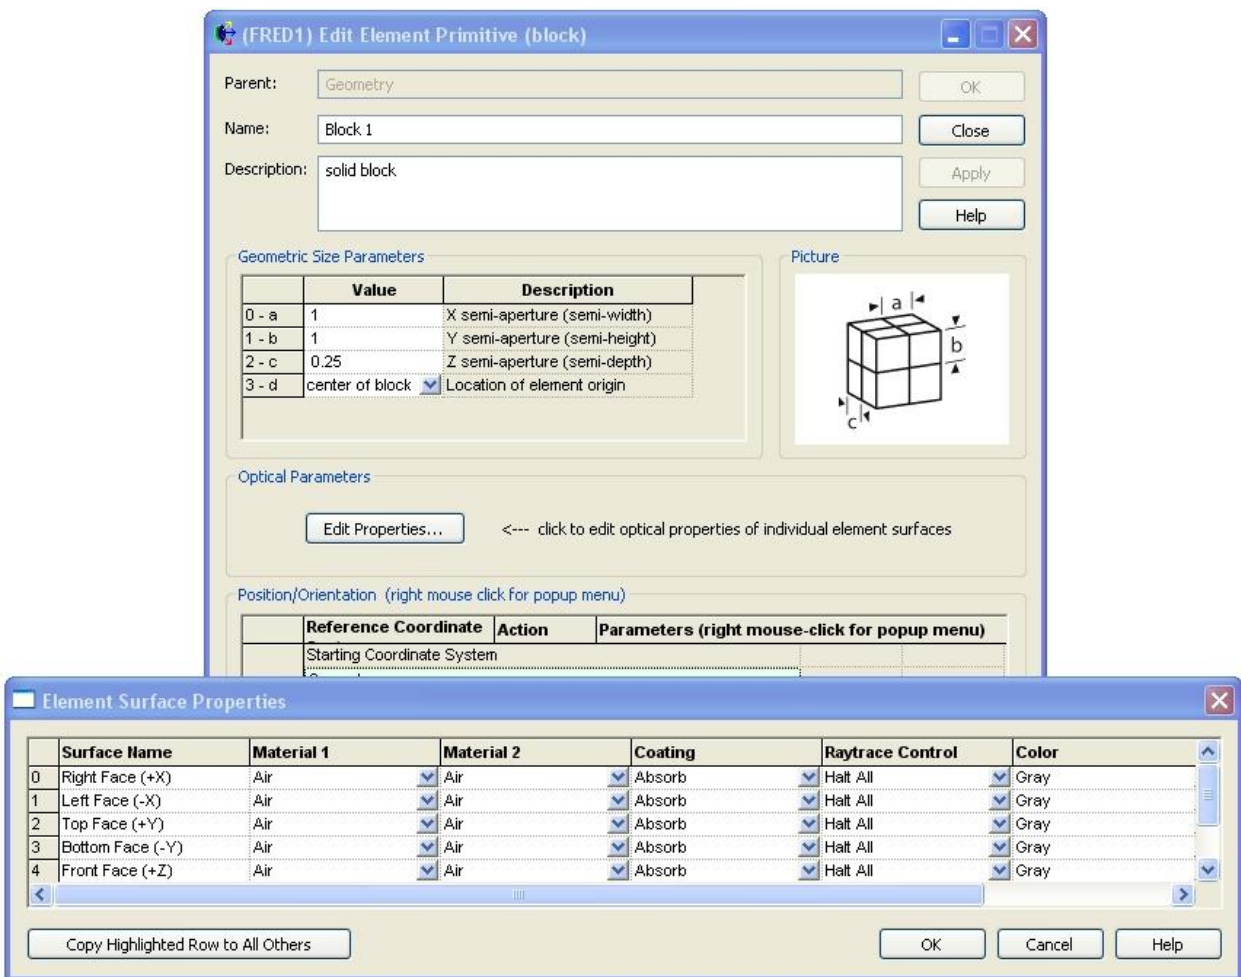 (FRED1) Edit Element Primitive (block)
Parent: Geometry OK
Name: Block 1 Close
Description: solid block Apply
Help
Geometric Size Parameters Picture
Value Description
0 - a 1 X semi-aperture (semi-width)
1 - b 1 Y semi-aperture (semi-height)
2 - c 0.25 Z semi-aperture (semi-depth)
3 - d center of block Location of element origin
a
b
c
Optical Parameters
Edit Properties... <--- click to edit optical properties of individual element surfaces
Position/Orientation (right mouse click for popup menu)
Reference Coordinate Action Parameters (right mouse-click for popup menu)
Starting Coordinate System
Element Surface Properties
Surface Name Material 1 Material 2 Coating Raytrace Control Color
0 Right Face (+X) Air Air Absorb Halt All Gray
1 Left Face (-X) Air Air Absorb Halt All Gray
2 Top Face (+Y) Air Air Absorb Halt All Gray
3 Bottom Face (-Y) Air Air Absorb Halt All Gray
4 Front Face (+Z) Air Air Absorb Halt All Gray
Copy Highlighted Row to All Others OK Cancel Help